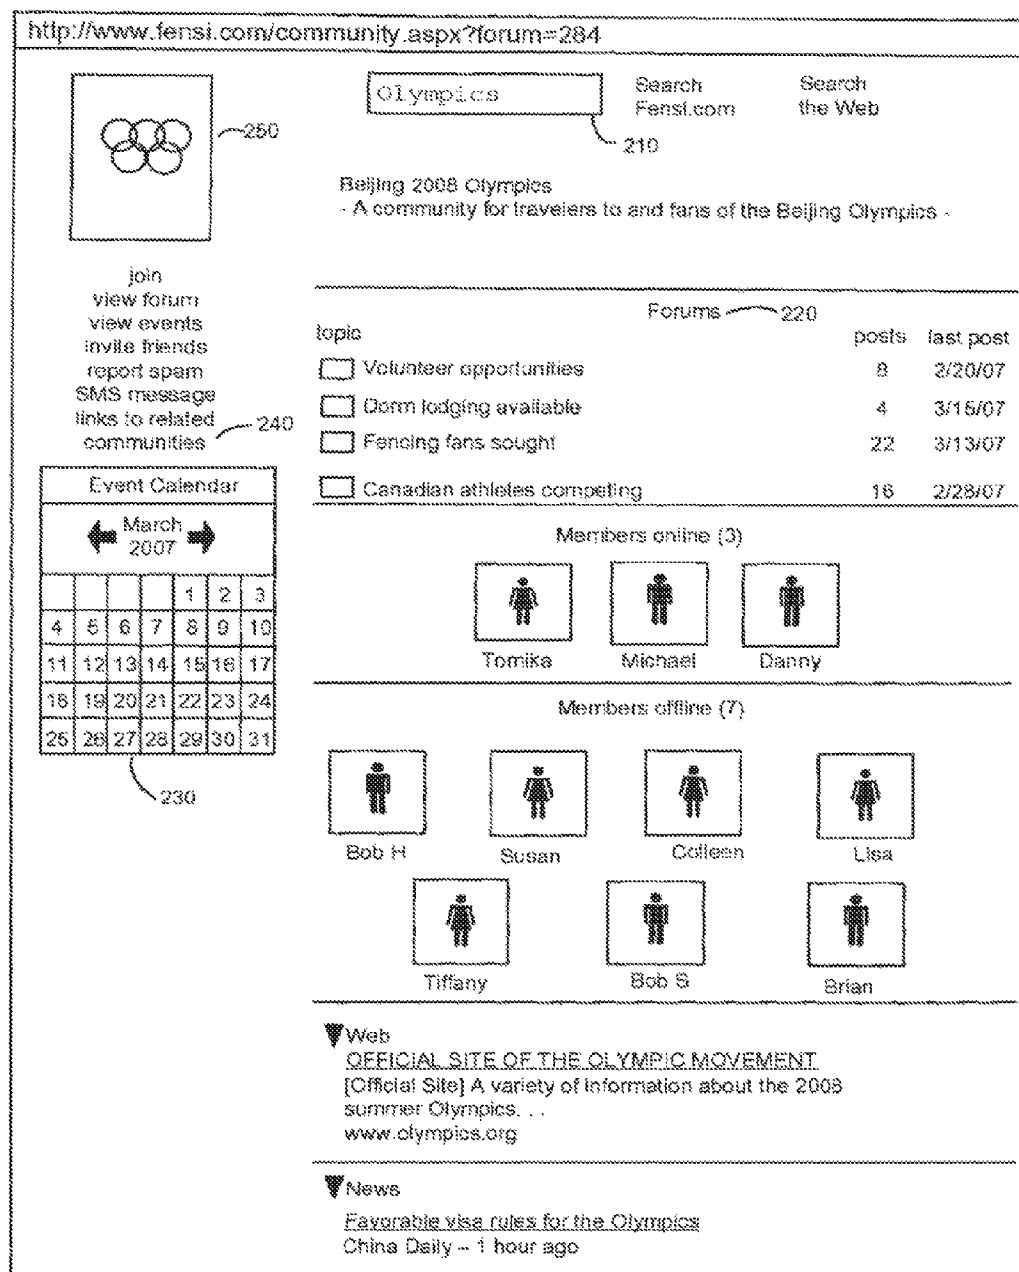 http://www.fensi.com/community.aspx?forum=284
250
Olympics
210
Search
Fensi.com
Search
the Web
Beijing 2008 Olympics
- A community for travelers to and fans of the Beijing Olympics -
join
view forum
view events
invite friends
report spam
SMS message
links to related
communities
240
Event Calendar
March
2007
1 2 3
4 5 6 7 8 9 10
11 12 13 14 15 16 17
18 19 20 21 22 23 24
25 26 27 28 29 30 31
230
Forums 220
topic posts last post
Volunteer opportunities 8 2/20/07
Dorm lodging available 4 3/15/07
Fencing fans sought 22 3/13/07
Canadian athletes competing 16 2/28/07
Members online (3)
Tomika Michael Danny
Members offline (7)
Bob H Susan Colleen Lisa
Tiffany Bob S Brian
Web
OFFICIAL SITE OF THE OLYMPIC MOVEMENT
[Official Site] A variety of information about the 2008
summer Olympics. . .
www.olympics.org
News
Favorable visa rules for the Olympics
China Daily – 1 hour ago